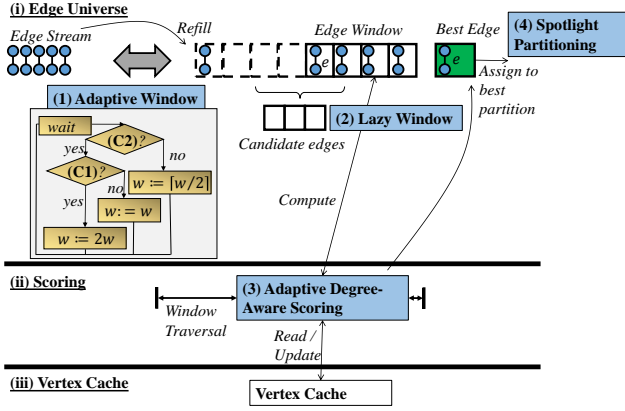 (i) Edge Universe
Edge Stream
Refill
Edge Window
Best Edge
(4) Spotlight
Partitioning
e
e
Assign to
best
partition
(1) Adaptive Window
wait
(C2)?
yes
no
(C1)?
w := ⌈w/2⌉
no
yes
w := w
w := 2w
(2) Lazy Window
Candidate edges
Compute
(ii) Scoring
(3) Adaptive Degree-
Aware Scoring
Window
Traversal
Read /
Update
(iii) Vertex Cache
Vertex Cache